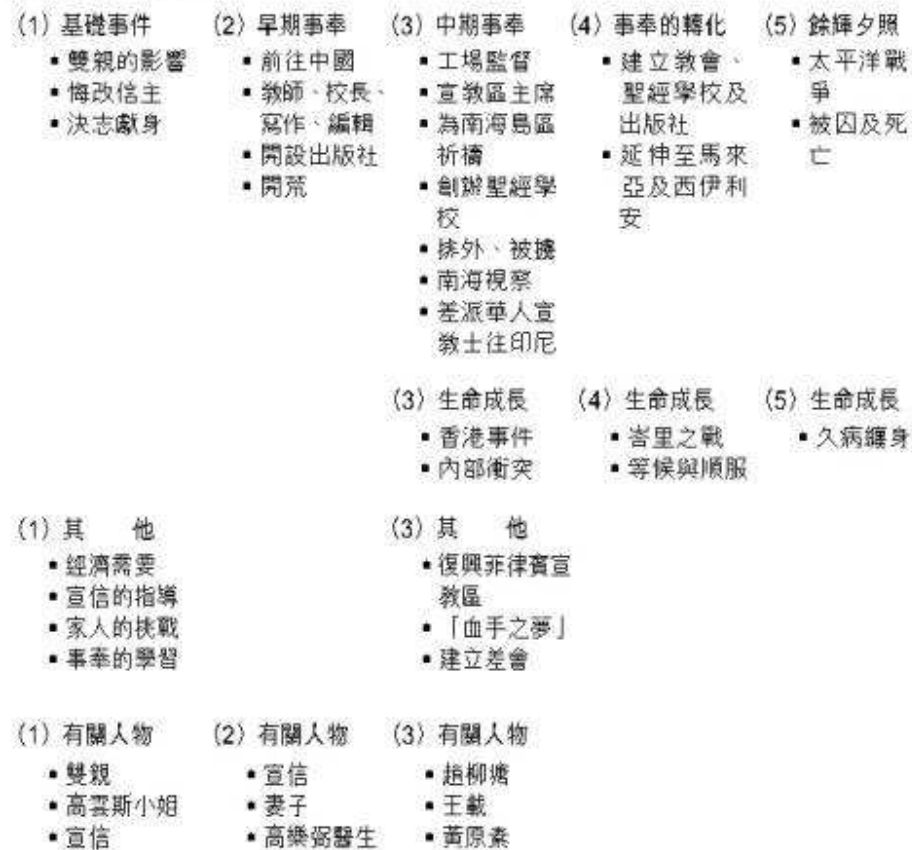 (1) 基礎事件
▪ 雙親的影響
▪ 悔改信主
▪ 決志獻身
(2) 早期事奉
▪ 前往中國
▪ 教師、校長、
寫作、編輯
▪ 開設出版社
▪ 開荒
(3) 中期事奉
▪ 工場監督
▪ 宣教區主席
▪ 為南海島區
祈禱
▪ 創辦聖經學
校
▪ 排外、被擄
▪ 南海視察
▪ 差派華人宣
教士往印尼
(4) 事奉的轉化
▪ 建立教會、
聖經學校及
出版社
▪ 延伸至馬來
亞及西伊利
安
(5) 餘輝夕照
▪ 太平洋戰
爭
▪ 被囚及死
亡
(3) 生命成長
▪ 香港事件
▪ 內部衝突
(4) 生命成長
▪ 峇里之戰
▪ 等候與順服
(5) 生命成長
▪ 久病纏身
(1) 其 他
▪ 經濟需要
▪ 宣信的指導
▪ 家人的挑戰
▪ 事奉的學習
(3) 其 他
▪ 復興菲律賓宣
教區
▪ 「血手之夢」
▪ 建立差會
(1) 有關人物
▪ 雙親
▪ 高雲斯小姐
▪ 宣信
(2) 有關人物
▪ 宣信
▪ 妻子
▪ 高樂弼醫生
(3) 有關人物
▪ 趙柳塘
▪ 王載
▪ 黃原素